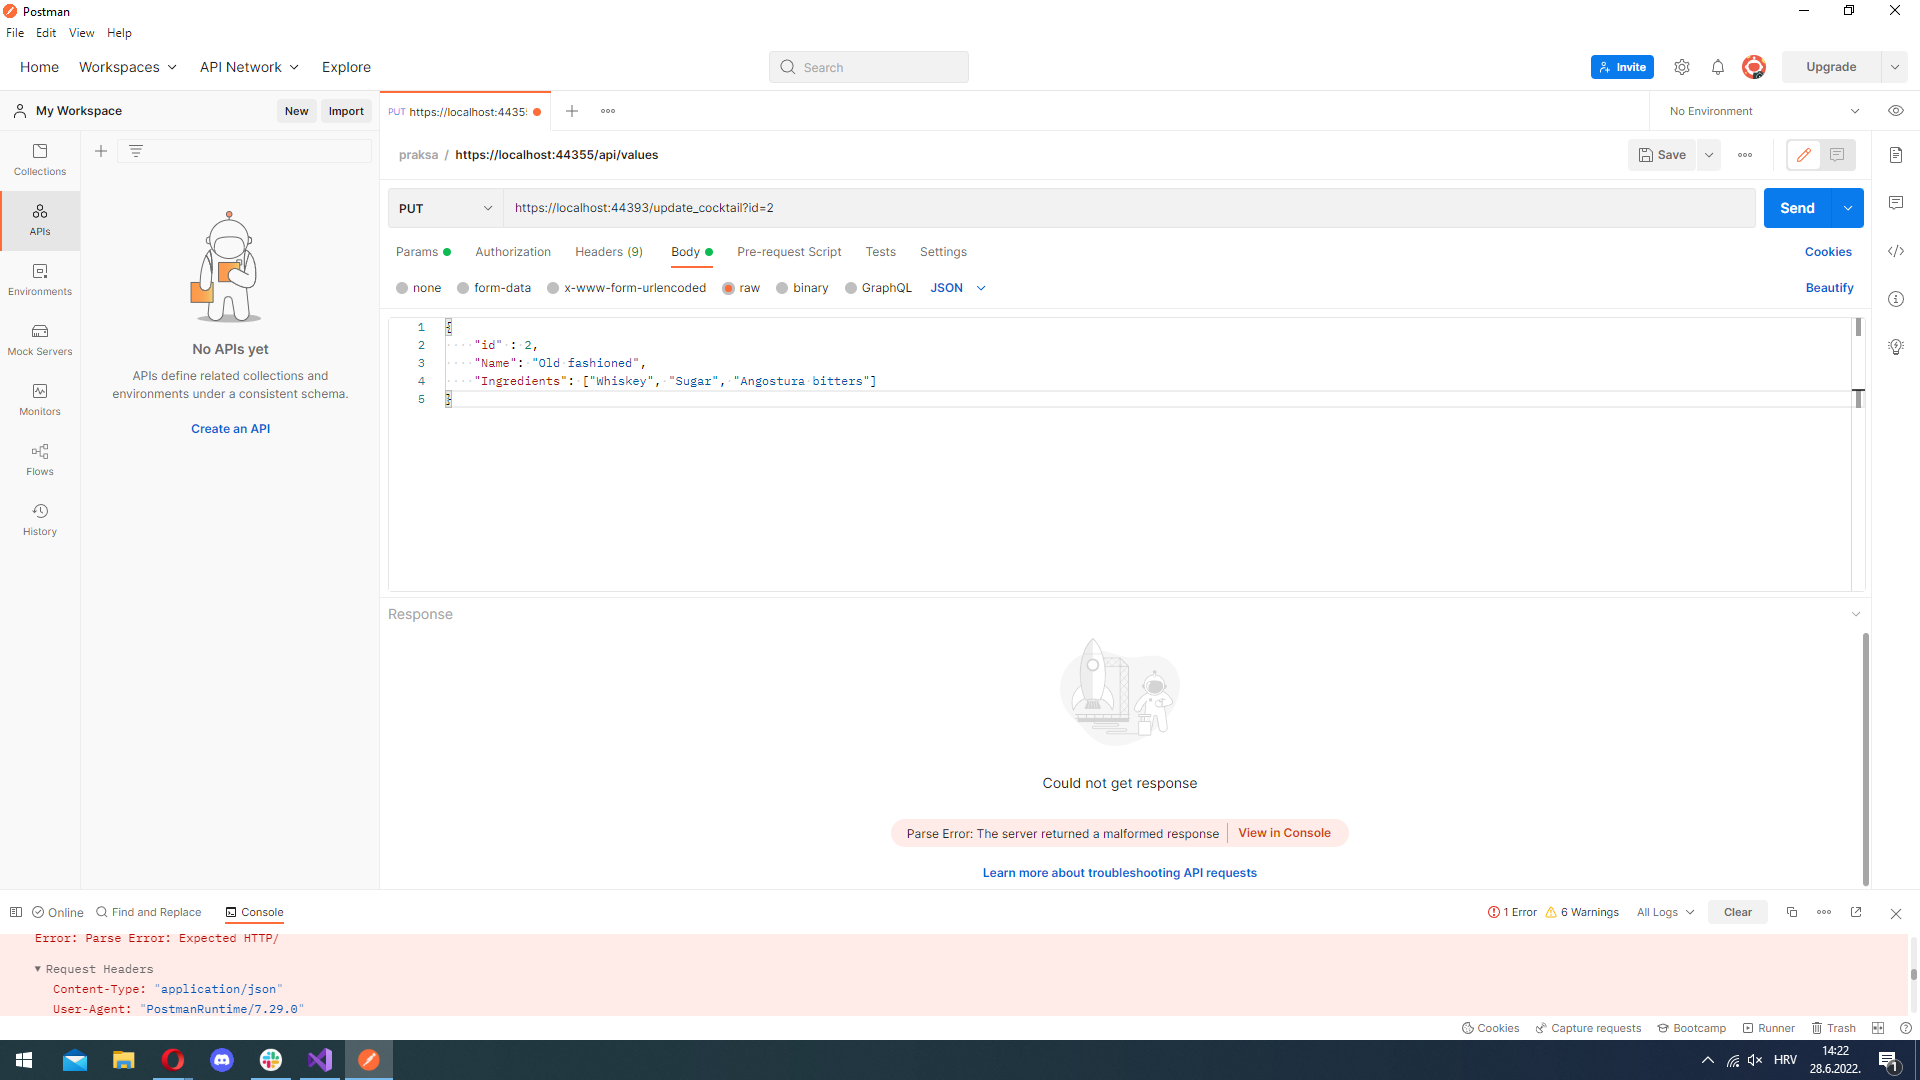 Postman
File Edit View Help
Home Workspaces API Network Explore
Search
Invite
Upgrade
My Workspace
New Import
PUT https://localhost:4435
No Environment
Collections
APIs
Environments
Mock Servers
Monitors
Flows
History
No APIs yet
APIs define related collections and
environments under a consistent schema.
Create an API
praksa / https://localhost:44355/api/values
Save
PUT https://localhost:44393/update_cocktail?id=2
Send
Params Authorization Headers (9) Body Pre-request Script Tests Settings
Cookies
none form-data x-www-form-urlencoded raw binary GraphQL JSON
Beautify
1 {
2 "id" : 2,
3 "Name": "Old fashioned",
4 "Ingredients": ["Whiskey", "Sugar", "Angostura bitters"]
5 }
Response
Could not get response
Parse Error: The server returned a malformed response View in Console
Learn more about troubleshooting API requests
Online Find and Replace Console
1 Error 6 Warnings All Logs Clear
Error: Parse Error: Expected HTTP/
Request Headers
Content-Type: "application/json"
User-Agent: "PostmanRuntime/7.29.0"
Cookies Capture requests Bootcamp Runner Trash
HRV
14:22
28.6.2022.
1